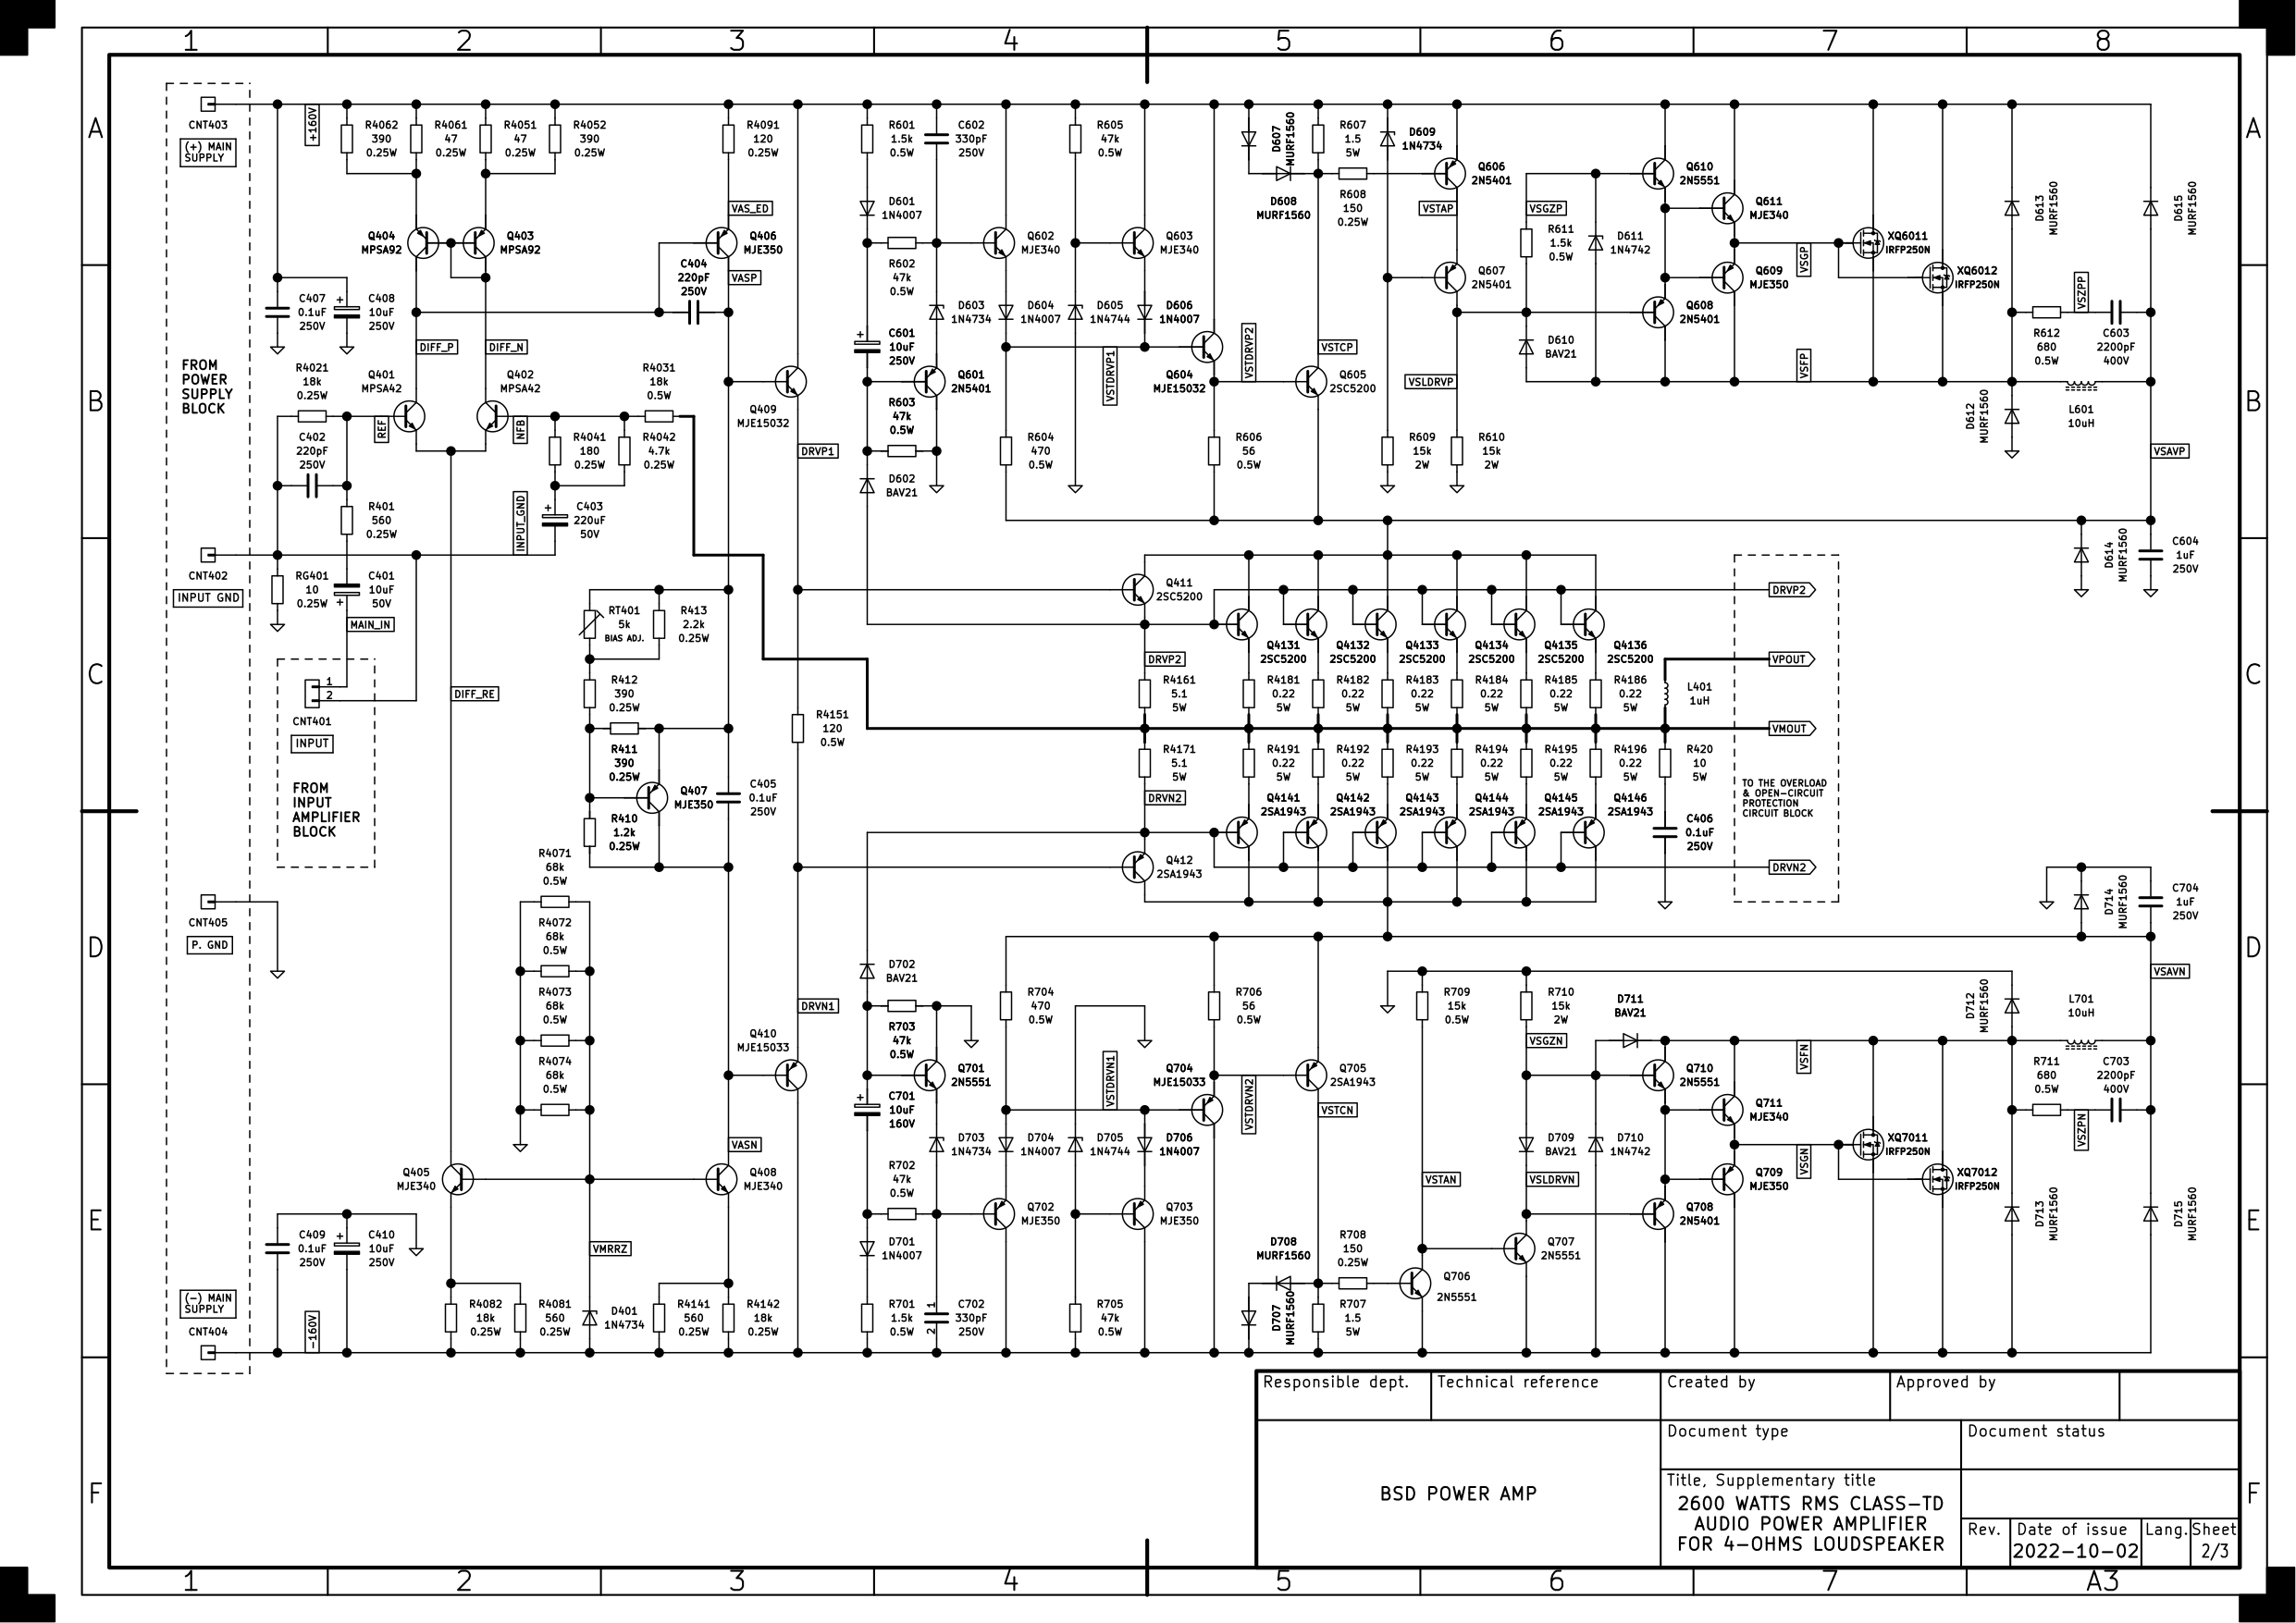 1 2 3 4 5 6 7 8
A
B
C
D
E
F
CNT403
(+) MAIN
SUPPLY
+160V
R4062
390
0.25W
R4061
47
0.25W
R4051
47
0.25W
R4052
390
0.25W
R4091
120
0.25W
R601
1.5k
0.5W
C602
330pF
250V
R605
47k
0.5W
D607
MURF1560
R607
1.5
5W
D609
1N4734
D608
MURF1560
R608
150
0.25W
Q606
2N5401
Q610
2N5551
Q611
MJE340
D613
MURF1560
D615
MURF1560
VAS_ED
D601
1N4007
VSTAP
VSGZP
Q404
MPSA92
Q403
MPSA92
Q406
MJE350
C404
220pF
250V
VASP
R602
47k
0.5W
Q602
MJE340
Q603
MJE340
R611
1.5k
0.5W
D611
1N4742
VSGP
XQ6011
IRFP250N
Q607
2N5401
Q609
MJE350
XQ6012
IRFP250N
C407
0.1uF
250V
C408
10uF
250V
D603
1N4734
D604
1N4007
D605
1N4744
D606
1N4007
Q608
2N5401
VSZPP
R612
680
0.5W
C603
2200pF
400V
DIFF_P
DIFF_N
C601
10uF
250V
VSTDRVP1
VSTDRVP2
VSTCP
D610
BAV21
VSFP
FROM
POWER
SUPPLY
BLOCK
R4021
18k
0.25W
Q401
MPSA42
Q402
MPSA42
R4031
18k
0.5W
Q409
MJE15032
Q601
2N5401
Q604
MJE15032
Q605
2SC5200
VSLDRVP
D612
MURF1560
L601
10uH
REF
NFB
R603
47k
0.5W
C402
220pF
250V
R4041
180
0.25W
R4042
4.7k
0.25W
DRVP1
R604
470
0.5W
R606
56
0.5W
R609
15k
2W
R610
15k
2W
VSAVP
D602
BAV21
R401
560
0.25W
INPUT_GND
C403
220uF
50V
D614
MURF1560
C604
1uF
250V
CNT402
INPUT GND
RG401
10
0.25W
C401
10uF
50V
MAIN_IN
RT401
5k
BIAS ADJ.
R413
2.2k
0.25W
Q411
2SC5200
DRVP2
Q4131
2SC5200
Q4132
2SC5200
Q4133
2SC5200
Q4134
2SC5200
Q4135
2SC5200
Q4136
2SC5200
DRVP2
VPOUT
1
2
CNT401
INPUT
DIFF_RE
R412
390
0.25W
R4151
120
0.5W
R4161
5.1
5W
R4181
0.22
5W
R4182
0.22
5W
R4183
0.22
5W
R4184
0.22
5W
R4185
0.22
5W
R4186
0.22
5W
L401
1uH
VMOUT
R411
390
0.25W
R4171
5.1
5W
R4191
0.22
5W
R4192
0.22
5W
R4193
0.22
5W
R4194
0.22
5W
R4195
0.22
5W
R4196
0.22
5W
R420
10
5W
FROM
INPUT
AMPLIFIER
BLOCK
Q407
MJE350
C405
0.1uF
250V
DRVN2
TO THE OVERLOAD
& OPEN-CIRCUIT
PROTECTION
CIRCUIT BLOCK
R410
1.2k
0.25W
Q4141
2SA1943
Q4142
2SA1943
Q4143
2SA1943
Q4144
2SA1943
Q4145
2SA1943
Q4146
2SA1943
C406
0.1uF
250V
Q412
2SA1943
DRVN2
R4071
68k
0.5W
CNT405
P. GND
R4072
68k
0.5W
D714
MURF1560
C704
1uF
250V
D702
BAV21
VSAVN
R4073
68k
0.5W
DRVN1
R703
47k
0.5W
R704
470
0.5W
R706
56
0.5W
R709
15k
0.5W
R710
15k
2W
D711
BAV21
D712
MURF1560
L701
10uH
Q410
MJE15033
VSGZN
VSFN
R4074
68k
0.5W
Q701
2N5551
VSTDRVN1
Q704
MJE15033
VSTDRVN2
Q705
2SA1943
Q710
2N5551
R711
680
0.5W
C703
2200pF
400V
C701
10uF
160V
VSTCN
Q711
MJE340
VSZPN
VASN
D703
1N4734
D704
1N4007
D705
1N4744
D706
1N4007
D709
BAV21
D710
1N4742
VSGN
XQ7011
IRFP250N
Q405
MJE340
Q408
MJE340
R702
47k
0.5W
VSTAN
VSLDRVN
Q709
MJE350
XQ7012
IRFP250N
Q702
MJE350
Q703
MJE350
Q708
2N5401
D713
MURF1560
D715
MURF1560
C409
0.1uF
250V
C410
10uF
250V
VMRRZ
D701
1N4007
D708
MURF1560
R708
150
0.25W
Q707
2N5551
Q706
2N5551
(-) MAIN
SUPPLY
CNT404
-160V
R4082
18k
0.25W
R4081
560
0.25W
D401
1N4734
R4141
560
0.25W
R4142
18k
0.25W
R701
1.5k
0.5W
1
2
C702
330pF
250V
R705
47k
0.5W
D707
MURF1560
R707
1.5
5W
Responsible dept.
Technical reference
Created by
Approved by
Document type
Document status
BSD POWER AMP
Title, Supplementary title
2600 WATTS RMS CLASS-TD
AUDIO POWER AMPLIFIER
FOR 4-OHMS LOUDSPEAKER
Rev.
Date of issue
2022-10-02
Lang.
Sheet
2/3
A
B
C
D
E
F
1 2 3 4 5 6 7 A3